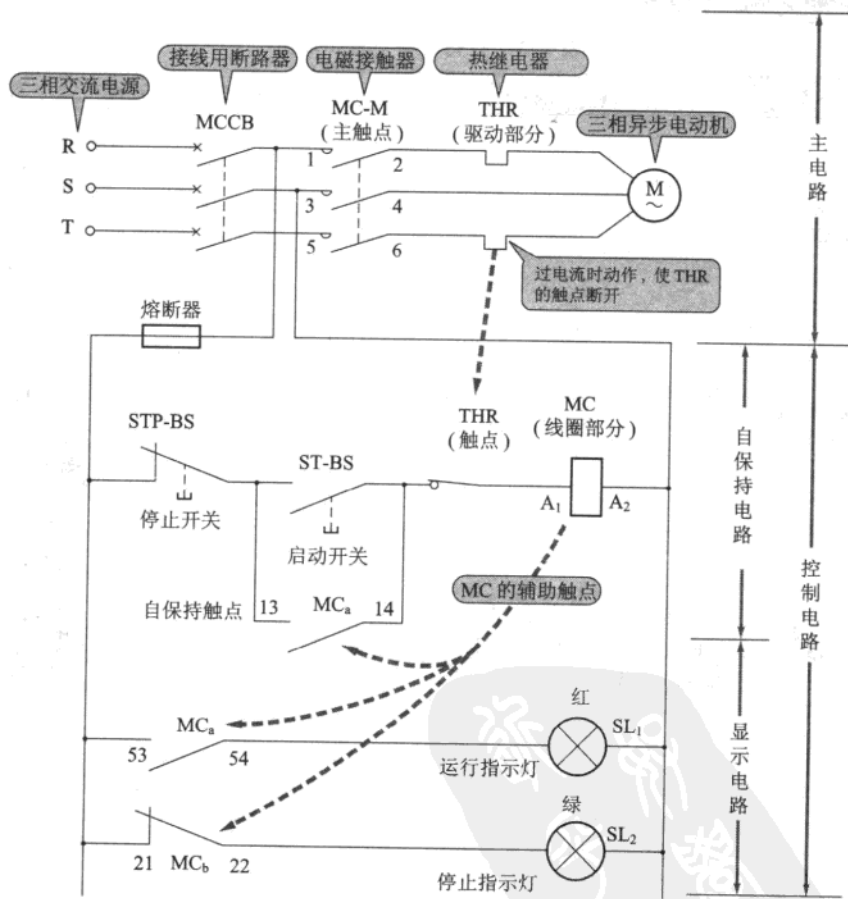 三相交流电源
接线用断路器
电磁接触器
热继电器
MCCB
MC-M
(主触点)
THR
(驱动部分)
三相异步电动机
R
S
T
1
2
3
4
5
6
M
~
主电路
过电流时动作，使THR
的触点断开
熔断器
STP-BS
停止开关
ST-BS
启动开关
THR
(触点)
MC
(线圈部分)
A₁
A₂
自保持电路
控制电路
自保持触点
13
MCₐ
14
MC的辅助触点
MCₐ
53
54
红
SL₁
运行指示灯
显示电路
绿
SL₂
21
MC_b
22
停止指示灯